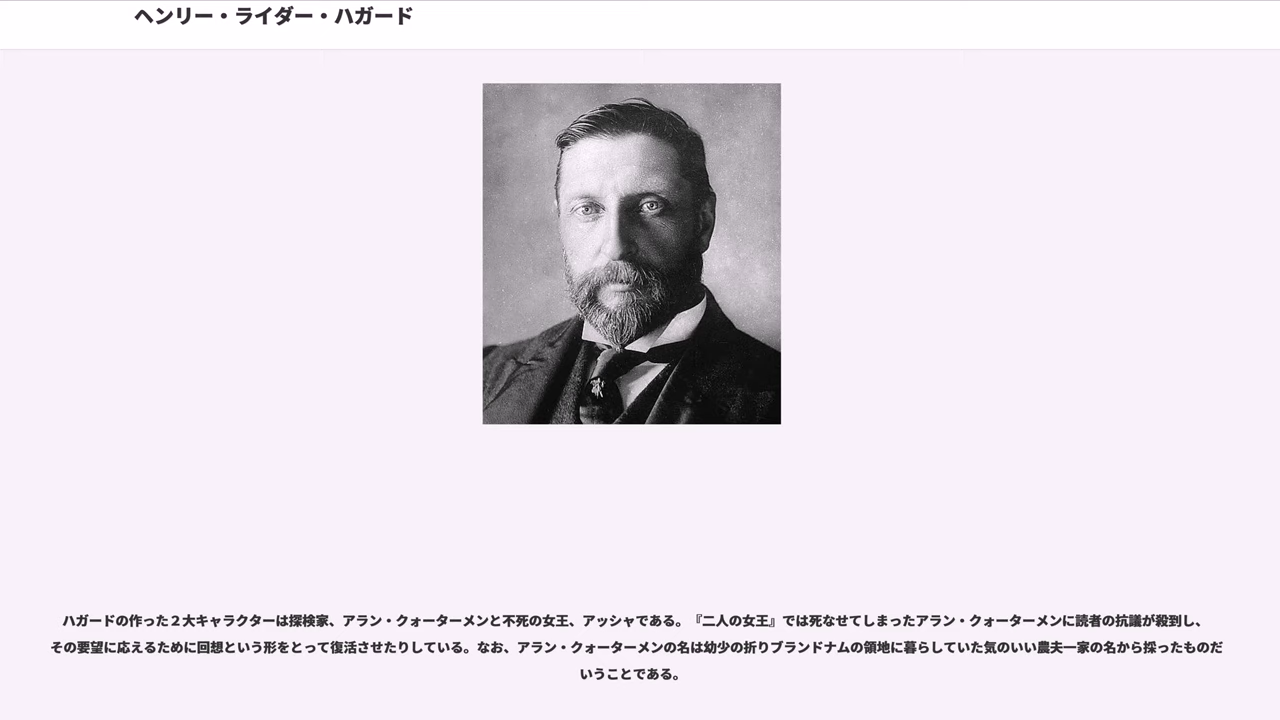 ヘンリー・ライダー・ハガード
ハガードの作った２大キャラクターは探検家、アラン・クォーターメンと不死の女王、アッシャである。『二人の女王』では死なせてしまったアラン・クォーターメンに読者の抗議が殺到し、
その要望に応えるために回想という形をとって復活させたりしている。なお、アラン・クォーターメンの名は幼少の折りブランドナムの領地に暮らしていた気のいい農夫一家の名から採ったものだ
いうことである。